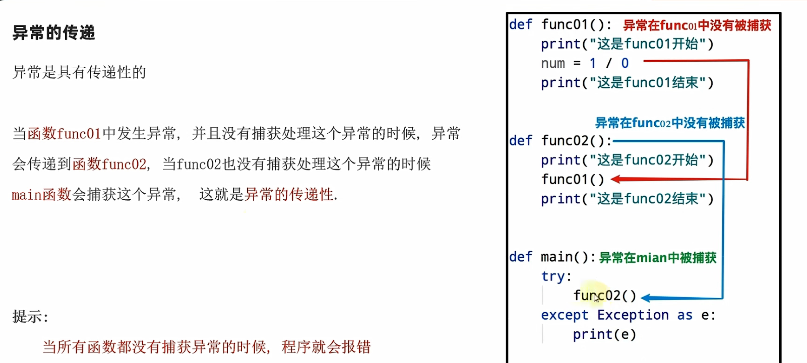 异常的传递
异常是具有传递性的
当函数func01中发生异常, 并且没有捕获处理这个异常的时候, 异常
会传递到函数func02, 当func02也没有捕获处理这个异常的时候
main函数会捕获这个异常, 这就是异常的传递性.
提示:
当所有函数都没有捕获异常的时候, 程序就会报错
def func01(): 异常在func01中没有被捕获
print("这是func01开始")
num = 1 / 0
print("这是func01结束")
异常在func02中没有被捕获
def func02():
print("这是func02开始")
func01()
print("这是func02结束")
def main(): 异常在mian中被捕获
try:
func02()
except Exception as e:
print(e)